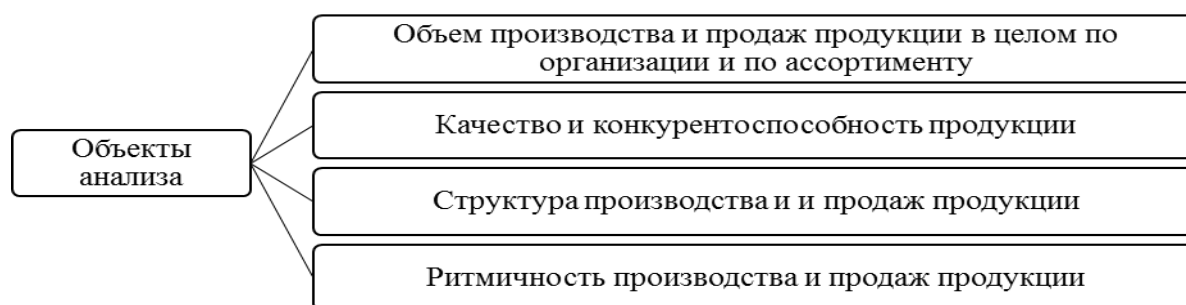 Объем производства и продаж продукции в целом по
организации и по ассортименту
Качество и конкурентоспособность продукции
Объекты
анализа
Структура производства и и продаж продукции
Ритмичность производства и продаж продукции